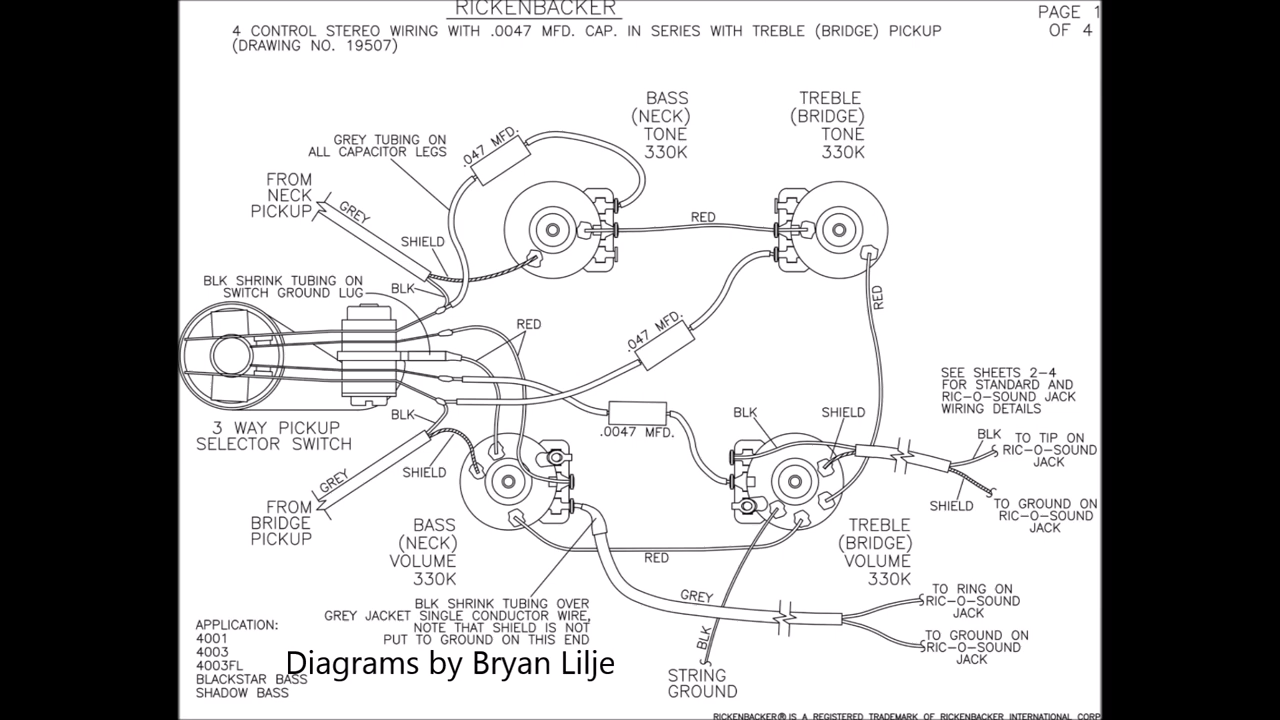 RICKENBACKER
PAGE 1
OF 4
4 CONTROL STEREO WIRING WITH .0047 MFD. CAP. IN SERIES WITH TREBLE (BRIDGE) PICKUP
(DRAWING NO. 19507)
BASS
(NECK)
TONE
330K
TREBLE
(BRIDGE)
TONE
330K
GREY TUBING ON
ALL CAPACITOR LEGS
.047 MFD.
FROM
NECK
PICKUP
GREY
SHIELD
RED
BLK SHRINK TUBING ON
SWITCH GROUND LUG
BLK
RED
RED
.047 MFD.
3 WAY PICKUP
SELECTOR SWITCH
BLK
.0047 MFD.
SHIELD
GREY
FROM
BRIDGE
PICKUP
SEE SHEETS 2-4
FOR STANDARD AND
RIC-O-SOUND JACK
WIRING DETAILS
BLK
SHIELD
BLK
TO TIP ON
RIC-O-SOUND
JACK
SHIELD
TO GROUND ON
RIC-O-SOUND
JACK
BASS
(NECK)
VOLUME
330K
TREBLE
(BRIDGE)
VOLUME
330K
RED
GREY
BLK
BLK SHRINK TUBING OVER
GREY JACKET SINGLE CONDUCTOR WIRE,
NOTE THAT SHIELD IS NOT
PUT TO GROUND ON THIS END
TO RING ON
RIC-O-SOUND
JACK
TO GROUND ON
RIC-O-SOUND
JACK
STRING
GROUND
APPLICATION:
4001
4003
4003FL
BLACKSTAR BASS
SHADOW BASS
Diagrams by Bryan Lilje
RICKENBACKER® IS A REGISTERED TRADEMARK OF RICKENBACKER INTERNATIONAL CORP